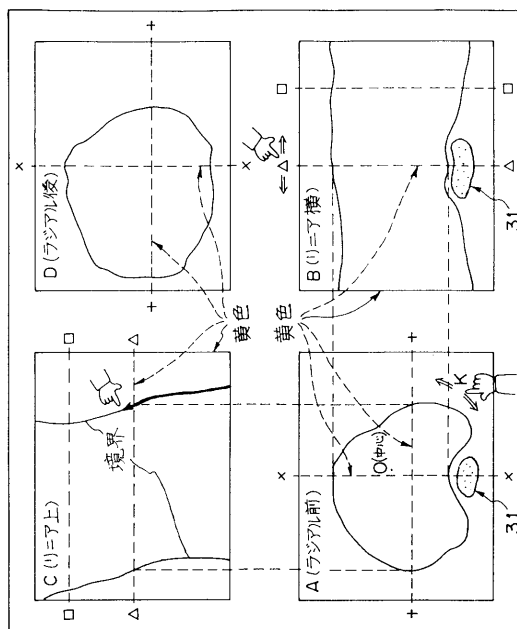 A (ラジアル前)
C (リニア上)
境界
O(中心)
K
31
黄色
黄色
B (リニア横)
D (ラジアル後)
31